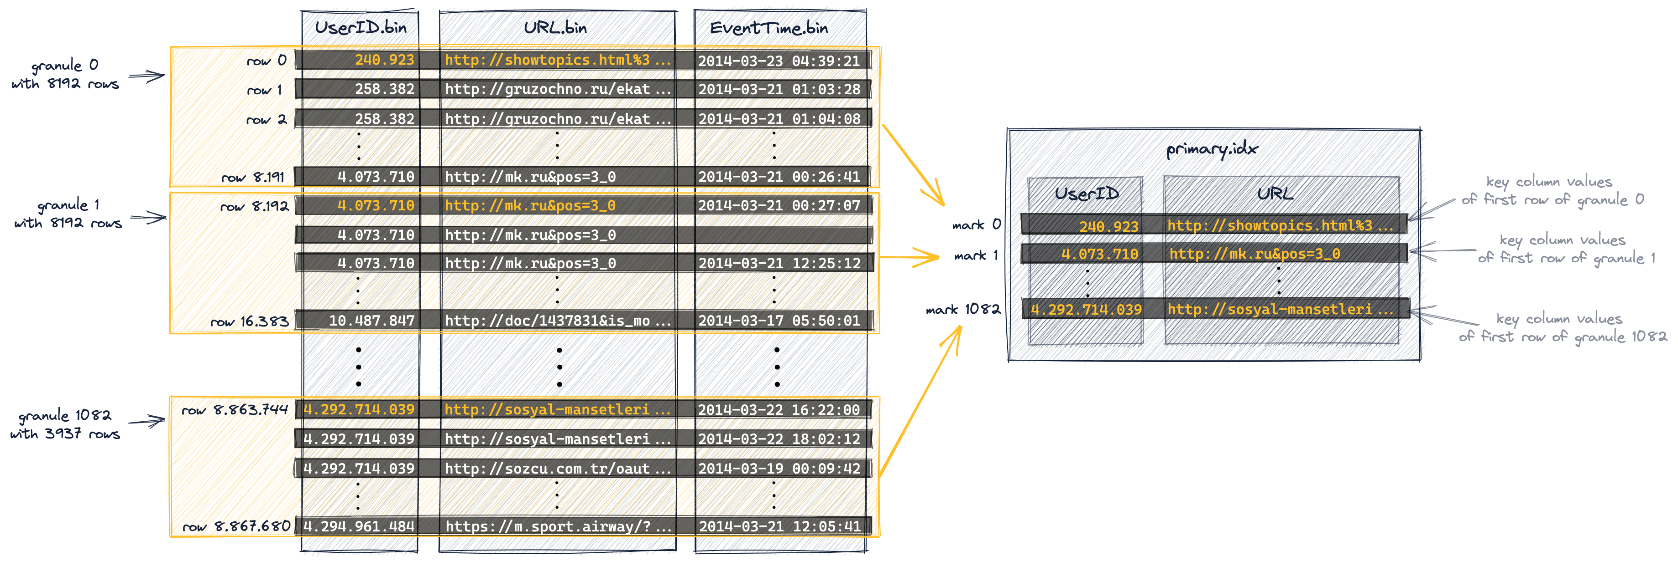 UserID.bin URL.bin EventTime.bin
granule 0
with 8192 rows
row 0 240.923 http://showtopics.html%3 ... 2014-03-23 04:39:21
row 1 258.382 http://gruzochno.ru/ekat ... 2014-03-21 01:03:28
row 2 258.382 http://gruzochno.ru/ekat ... 2014-03-21 01:04:08
row 8.191 4.073.710 http://mk.ru&pos=3_0 2014-03-21 00:26:41
granule 1
with 8192 rows
row 8.192 4.073.710 http://mk.ru&pos=3_0 2014-03-21 00:27:07
4.073.710 http://mk.ru&pos=3_0
4.073.710 http://mk.ru&pos=3_0 2014-03-21 12:25:12
row 16.383 10.487.847 http://doc/1437831&is_mo ... 2014-03-17 05:50:01
granule 1082
with 3937 rows
row 8.863.744 4.292.714.039 http://sosyal-mansetleri ... 2014-03-22 16:22:00
4.292.714.039 http://sosyal-mansetleri ... 2014-03-22 18:02:12
4.292.714.039 http://sozcu.com.tr/oaut ... 2014-03-19 00:09:42
row 8.867.680 4.294.961.484 https://m.sport.airway/? ... 2014-03-21 12:05:41
primary.idx
UserID URL
mark 0 240.923 http://showtopics.html%3 ...
mark 1 4.073.710 http://mk.ru&pos=3_0
mark 1082 4.292.714.039 http://sosyal-mansetleri ...
key column values
of first row of granule 0
key column values
of first row of granule 1
key column values
of first row of granule 1082